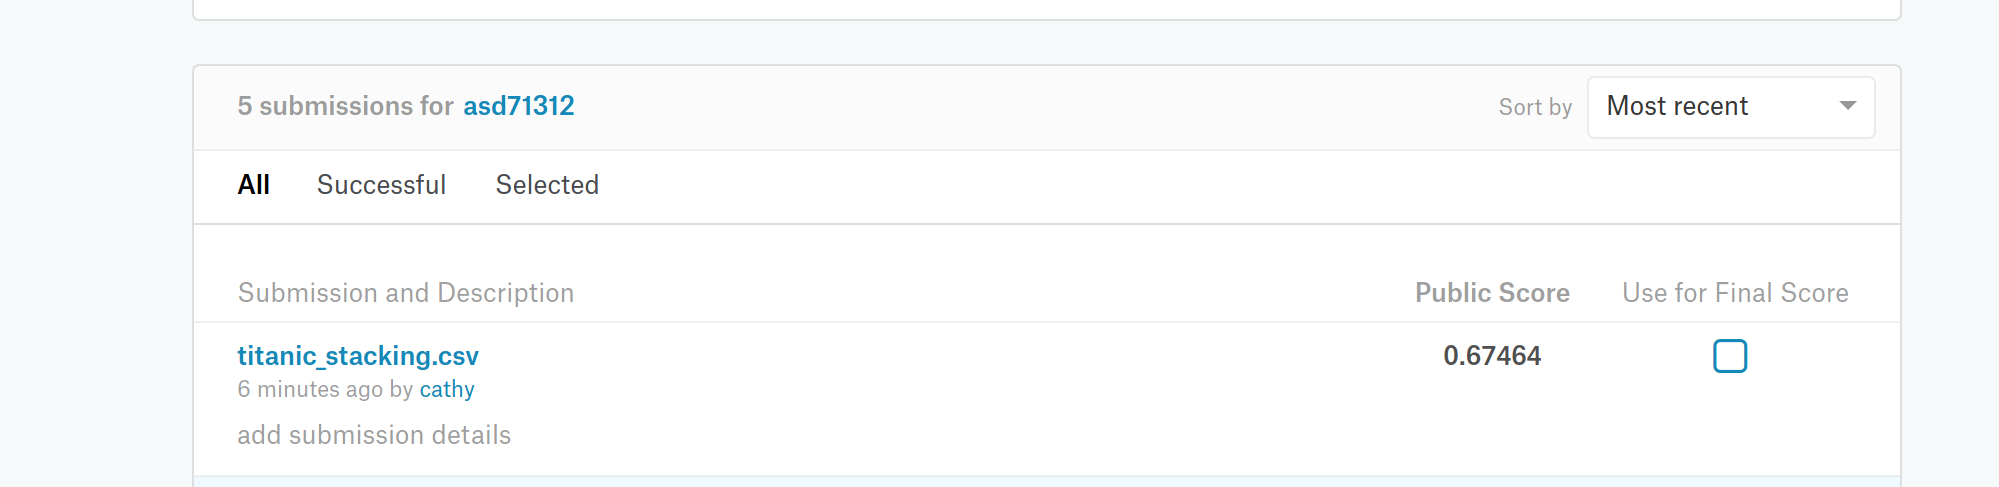 5 submissions for asd71312
Sort by Most recent
All Successful Selected
Submission and Description Public Score Use for Final Score
titanic_stacking.csv 0.67464
6 minutes ago by cathy
add submission details